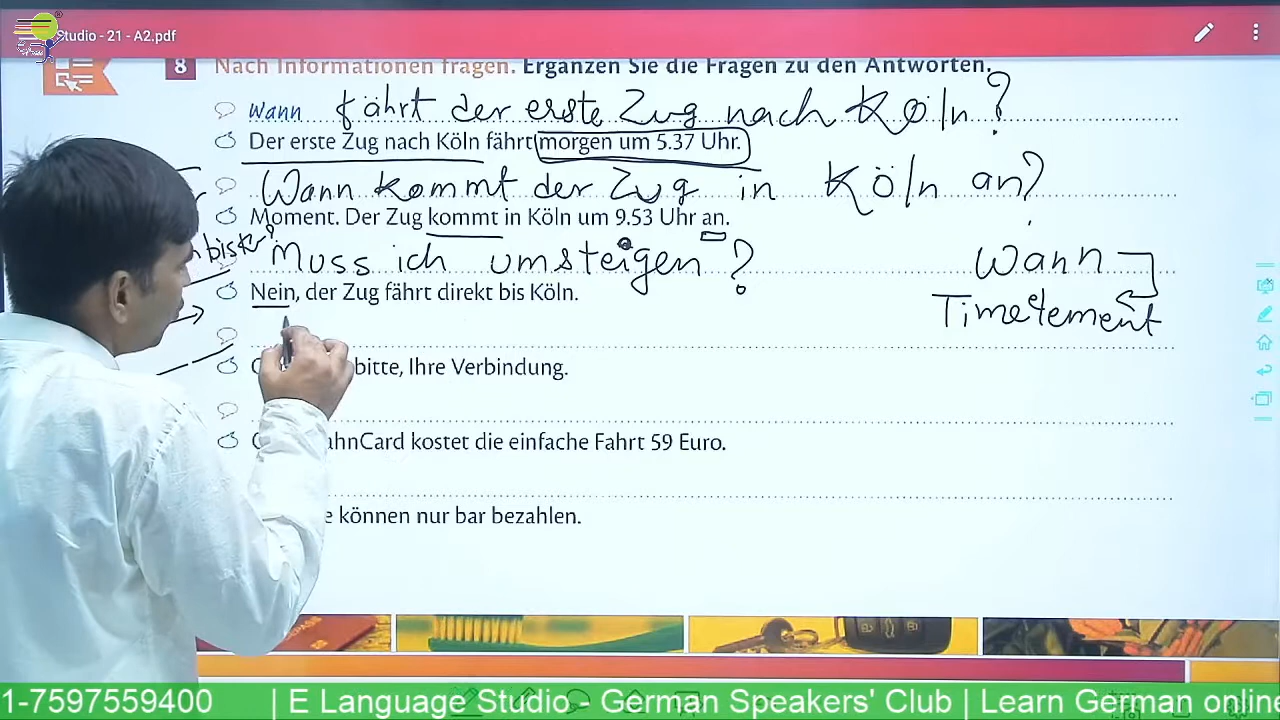 Studio - 21 - A2.pdf
8 Nach Informationen fragen. Ergänzen Sie die Fragen zu den Antworten.
Wann fährt der erste Zug nach Köln?
Der erste Zug nach Köln fährt morgen um 5.37 Uhr.
Wann kommt der Zug in Köln an?
Moment. Der Zug kommt in Köln um 9.53 Uhr an.
Muss ich umsteigen?
Wann
Nein, der Zug fährt direkt bis Köln.
bitte, Ihre Verbindung.
kostet die einfache Fahrt 59 Euro.
können nur bar bezahlen.
1-7597559400 | E Language Studio - German Speakers' Club | Learn German online